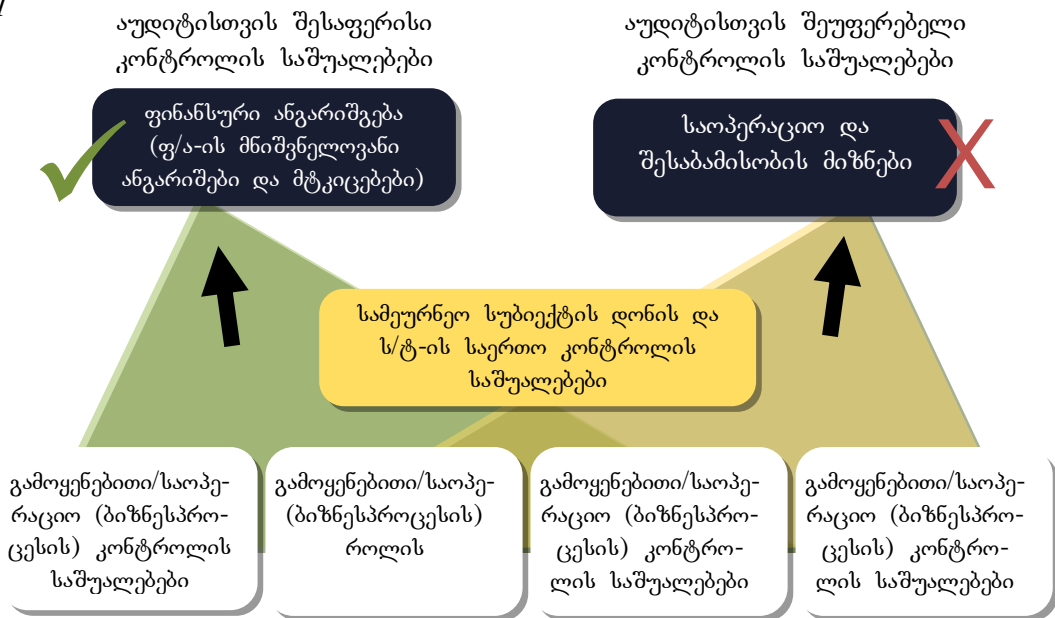 აუდიტისთვის შესაფერისი
კონტროლის საშუალებები
აუდიტისთვის შეუფერებელი
კონტროლის საშუალებები
ფინანსური ანგარიშგება
(ფ/ა-ის მნიშვნელოვანი
ანგარიშები და მტკიცებები)
საოპერაციო და
შესაბამისობის მიზნები
სამეურნეო სუბიექტის დონის და
ს/ტ-ის საერთო კონტროლის
საშუალებები
გამოყენებითი/საოპე-
რაციო (ბიზნესპრო-
ცესის) კონტროლის
საშუალებები
გამოყენებითი/საოპე-
(ბიზნესპროცესის)
როლის
გამოყენებითი/საოპე-
რაციო (ბიზნესპრო-
ცესის) კონტრო-
ლის საშუალებები
გამოყენებითი/საოპე-
რაციო (ბიზნესპრო-
ცესის) კონტრო-
ლის საშუალებები